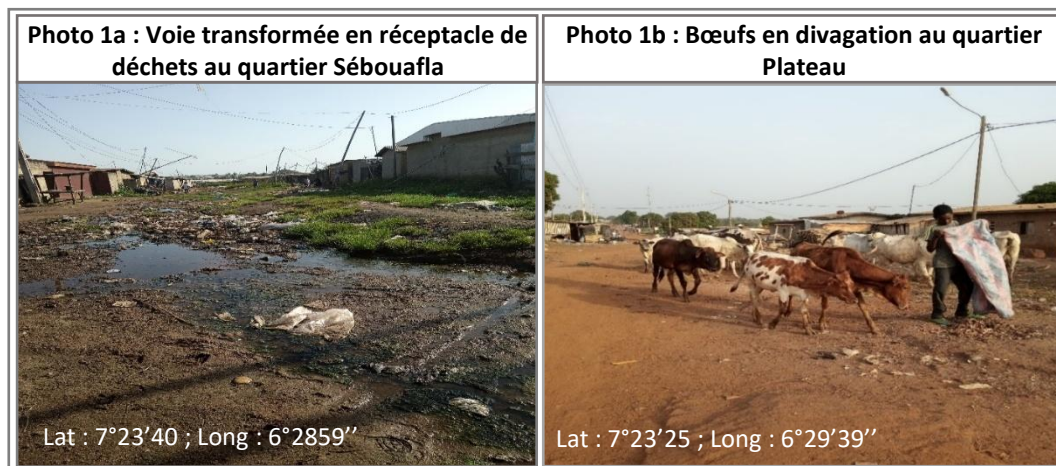 Photo 1a : Voie transformée en réceptacle de
déchets au quartier Sébouafla
Photo 1b : Bœufs en divagation au quartier
Plateau
Lat : 7°23’40 ; Long : 6°2859’’
Lat : 7°23’25 ; Long : 6°29’39’’